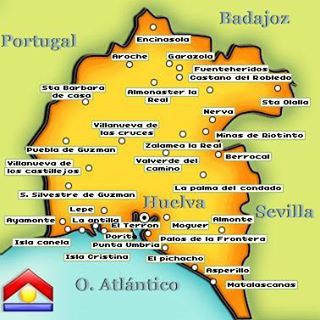 Badajoz
Portugal
Encinasola
Aroche
Garazola
Fuenteheridos
Castano del Robledo
Sta Barbara
de casa
Almonaster la
Real
Sta Olalla
Nerva
Villanueva de
las cruces
Minas de Riotinto
Puebla de Guzman
Zalamea la Real
Villanueva de
los castillejos
Valverde del
camino
Berrocal
S. Silvestre de Guzman
La palma del condado
Huelva
Lepe
Sevilla
Ayamonte
La aptilla
El Terron
Moguer
Almonte
Isla canela
Porito
Palos de la Frontera
Punta Umbria
Isla Cristina
El pichacho
Asperillo
O. Atlántico
Matalascanas